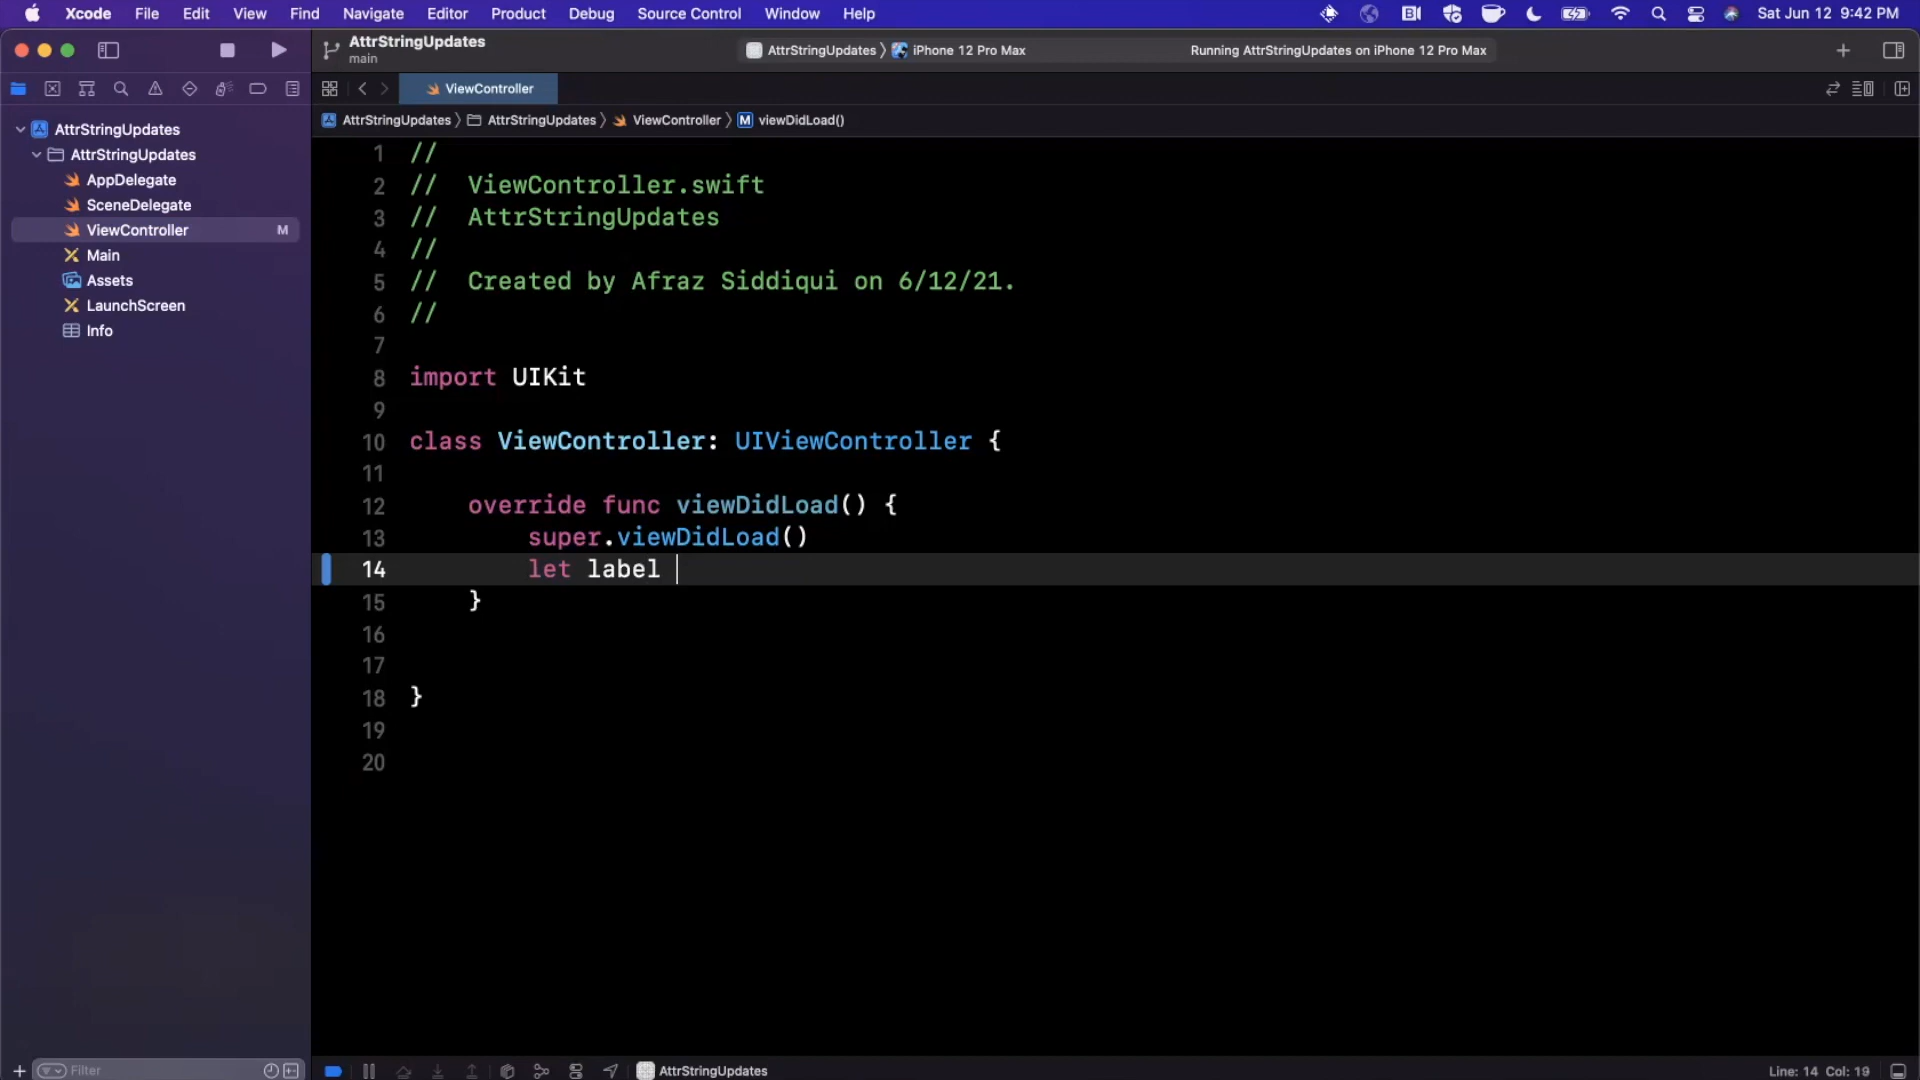 Xcode File Edit View Find Navigate Editor Product Debug Source Control Window Help Sat Jun 12 9:42 PM
AttrStringUpdates
main
AttrStringUpdates iPhone 12 Pro Max Running AttrStringUpdates on iPhone 12 Pro Max
ViewController
AttrStringUpdates AttrStringUpdates ViewController M viewDidLoad()
AttrStringUpdates
AttrStringUpdates
AppDelegate
SceneDelegate
ViewController M
Main
Assets
LaunchScreen
Info
1 //
2 //  ViewController.swift
3 //  AttrStringUpdates
4 //
5 //  Created by Afraz Siddiqui on 6/12/21.
6 //
7
8 import UIKit
9
10 class ViewController: UIViewController {
11
12     override func viewDidLoad() {
13         super.viewDidLoad()
14         let label
15     }
16
17
18 }
19
20
Filter
AttrStringUpdates
Line: 14 Col: 19